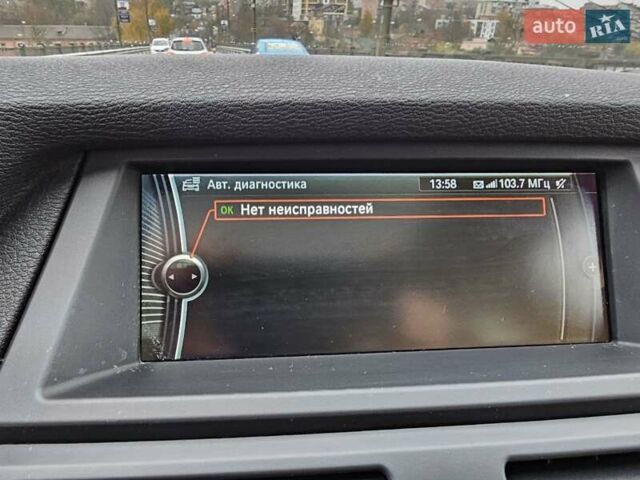 auto RIA
Авт. диагностика 13:58 103.7 МГц
OK Нет неисправностей